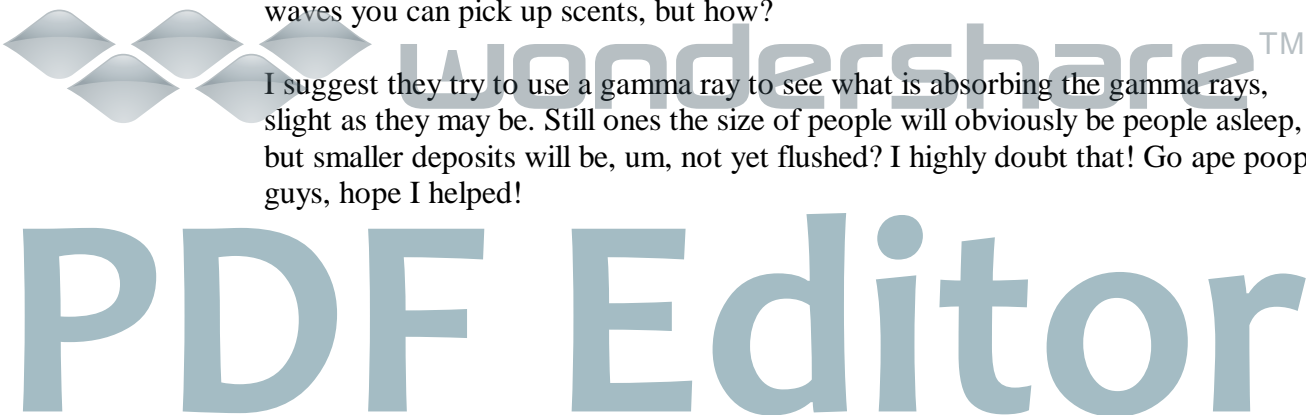 waves you can pick up scents, but how?
wondershare™
I suggest they try to use a gamma ray to see what is absorbing the gamma rays,
slight as they may be. Still ones the size of people will obviously be people asleep,
but smaller deposits will be, um, not yet flushed? I highly doubt that! Go ape poop
guys, hope I helped!
PDF Editor